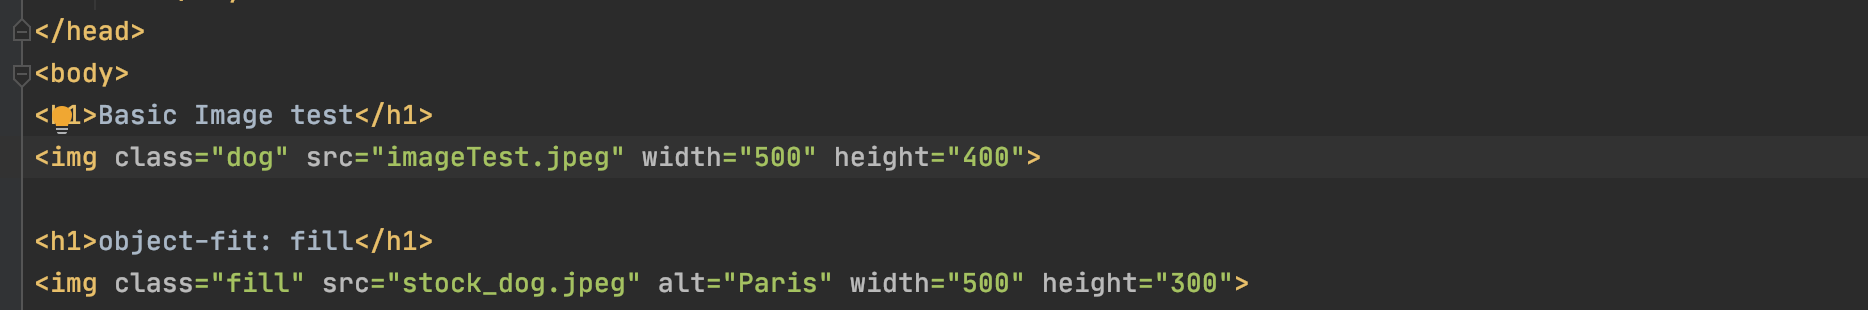 </head>
<body>
<h1>Basic Image test</h1>
<img class="dog" src="imageTest.jpeg" width="500" height="400">
<h1>object-fit: fill</h1>
<img class="fill" src="stock_dog.jpeg" alt="Paris" width="500" height="300">